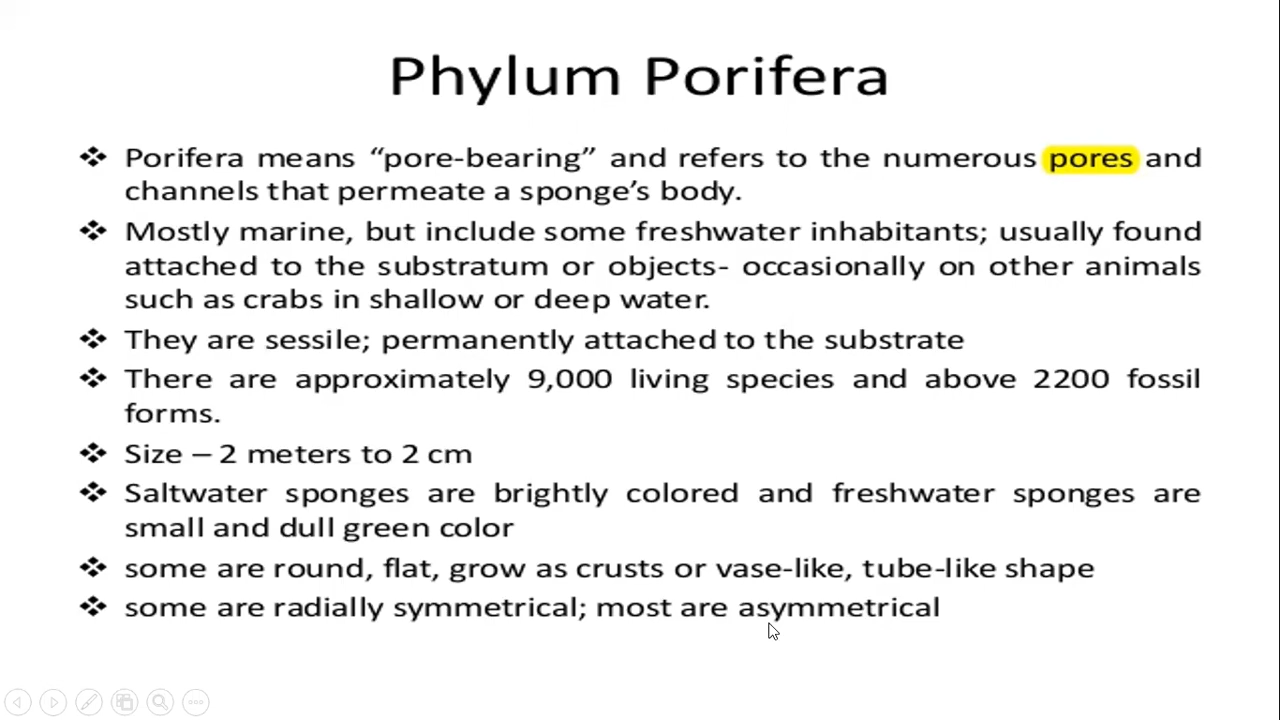 Phylum Porifera
❖ Porifera means “pore-bearing” and refers to the numerous pores and
channels that permeate a sponge’s body.
❖ Mostly marine, but include some freshwater inhabitants; usually found
attached to the substratum or objects- occasionally on other animals
such as crabs in shallow or deep water.
❖ They are sessile; permanently attached to the substrate
❖ There are approximately 9,000 living species and above 2200 fossil
forms.
❖ Size – 2 meters to 2 cm
❖ Saltwater sponges are brightly colored and freshwater sponges are
small and dull green color
❖ some are round, flat, grow as crusts or vase-like, tube-like shape
❖ some are radially symmetrical; most are asymmetrical